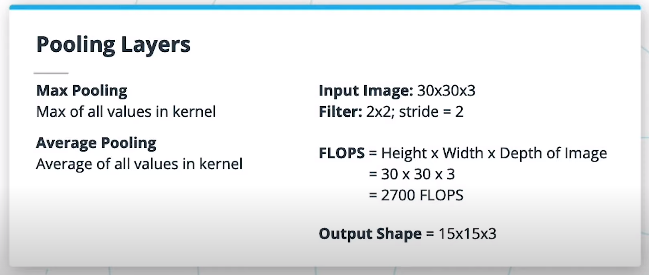 Pooling Layers
Max Pooling
Max of all values in kernel
Average Pooling
Average of all values in kernel
Input Image: 30x30x3
Filter: 2x2; stride = 2
FLOPS = Height x Width x Depth of Image
= 30 x 30 x 3
= 2700 FLOPS
Output Shape = 15x15x3